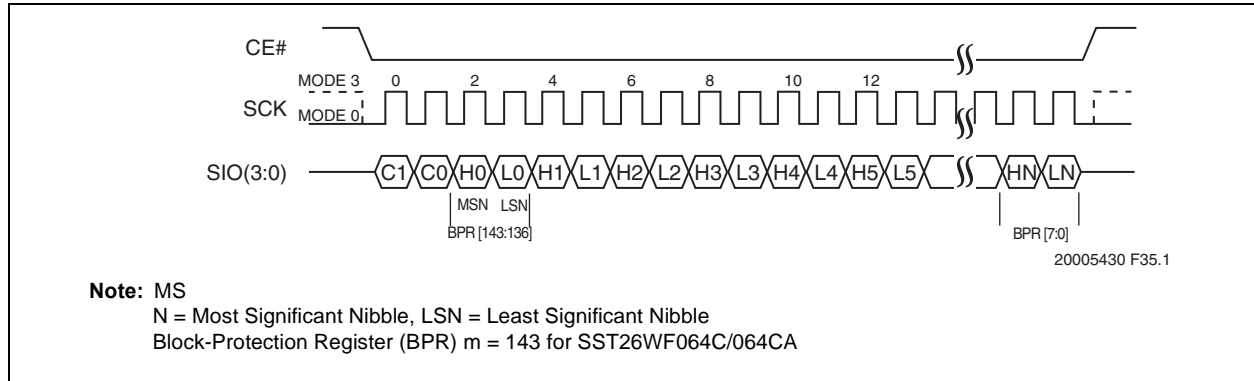 CE#
MODE 3 0 2 4 6 8 10 12
SCK
MODE 0
SIO(3:0) C1 C0 H0 L0 H1 L1 H2 L2 H3 L3 H4 L4 H5 L5 HN LN
MSN LSN
BPR [143:136] BPR [7:0]
20005430 F35.1
Note: MS
N = Most Significant Nibble, LSN = Least Significant Nibble
Block-Protection Register (BPR) m = 143 for SST26WF064C/064CA